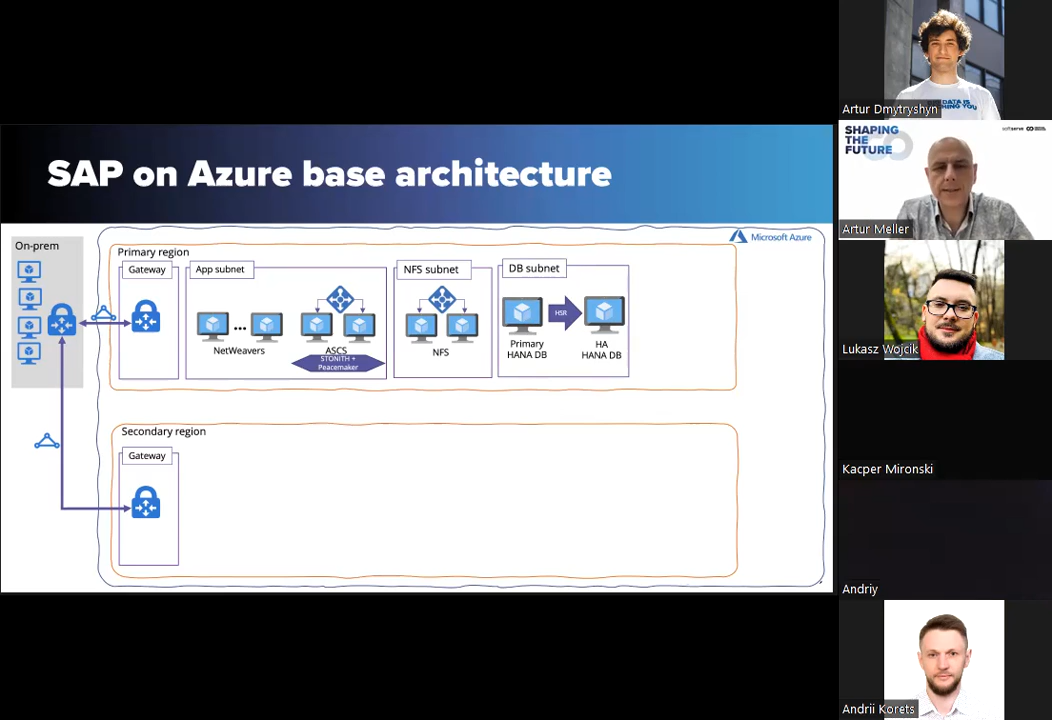 SAP on Azure base architecture
Microsoft Azure
On-prem
Primary region
Gateway
App subnet
NFS subnet
DB subnet
NetWeavers
ASCS
STONITH +
Peacemaker
NFS
HSR
Primary
HANA DB
HA
HANA DB
Secondary region
Gateway
Artur Dmytryshyn
SHAPING
THE
FUTURE
softserve
Artur Meller
Lukasz Wojcik
Kacper Mironski
Andriy
Andrii Korets